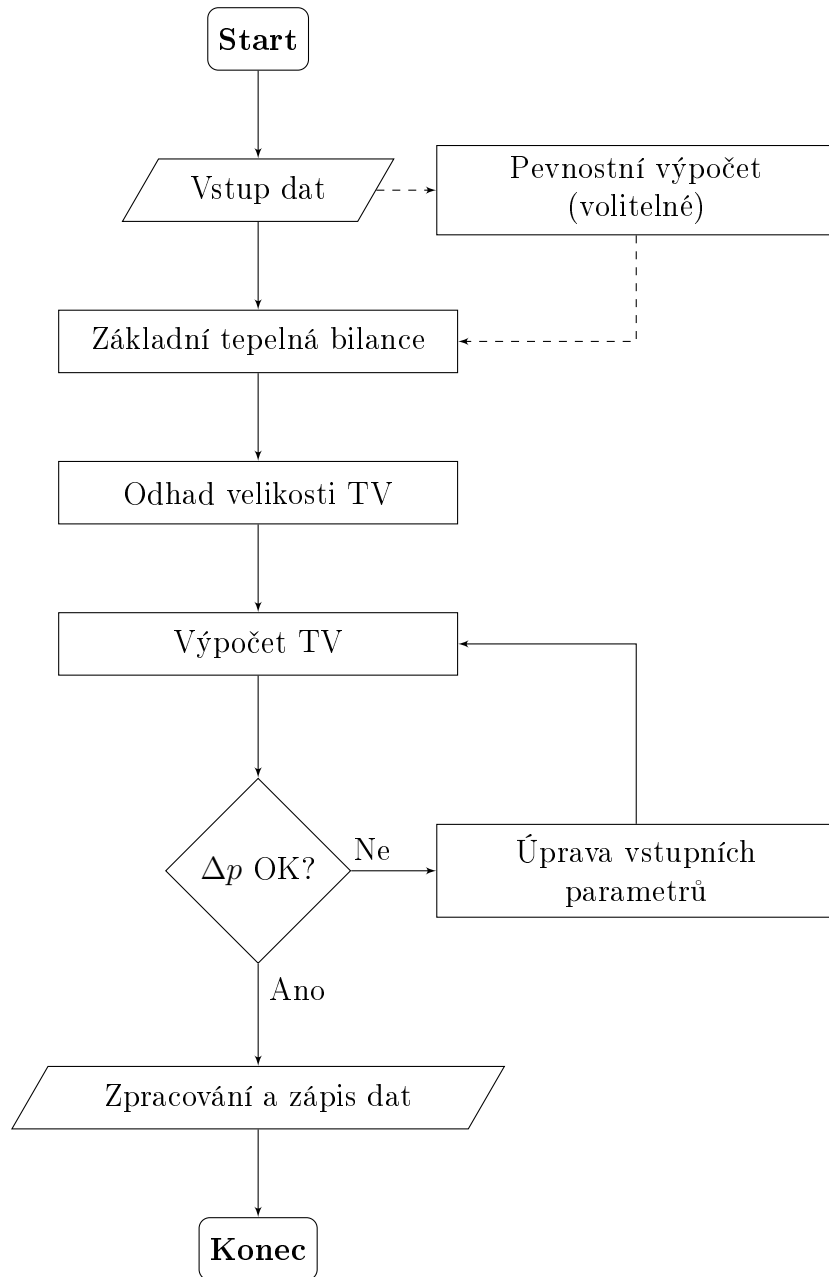 Start
Vstup dat
Pevnostní výpočet
(volitelné)
Základní tepelná bilance
Odhad velikosti TV
Výpočet TV
Δp OK?
Ne
Úprava vstupních
parametrů
Ano
Zpracování a zápis dat
Konec